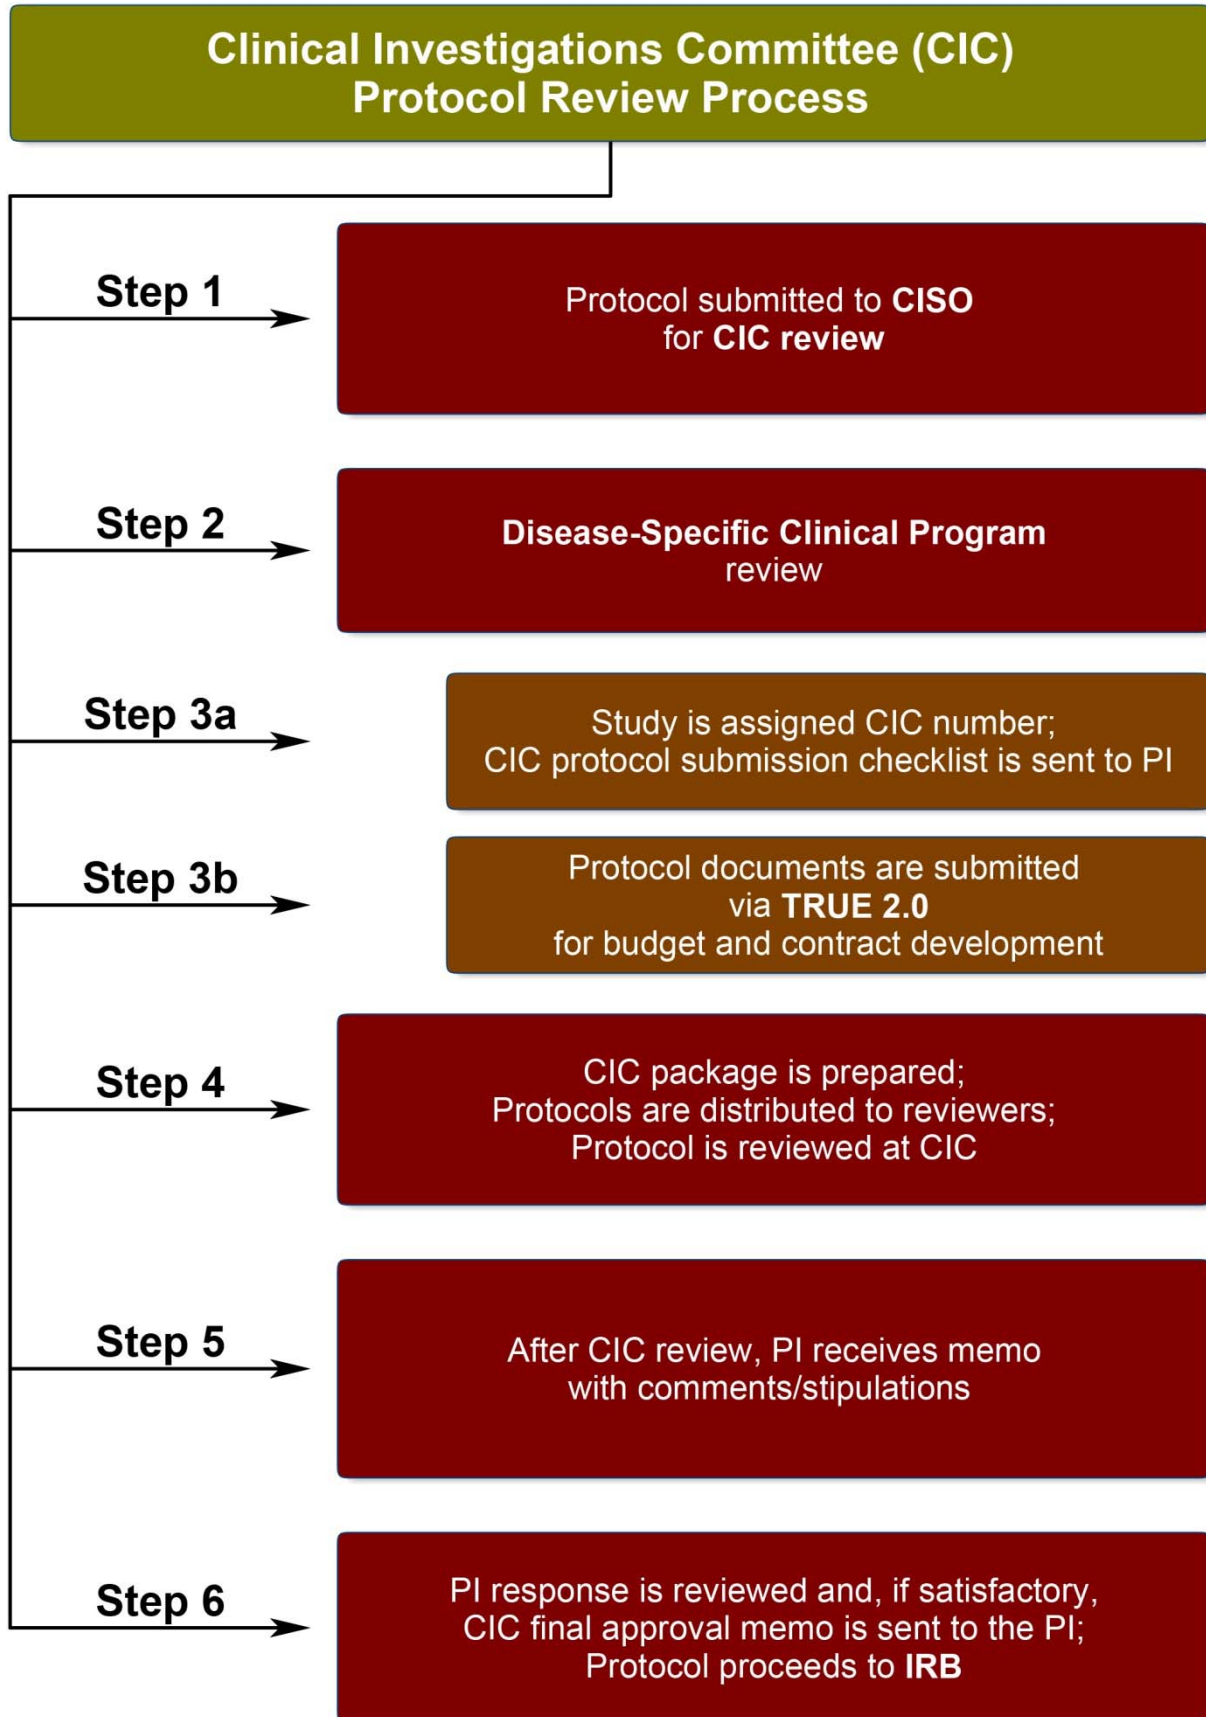 Clinical Investigations Committee (CIC)
Protocol Review Process
Step 1
Protocol submitted to CISO
for CIC review
Step 2
Disease-Specific Clinical Program
review
Step 3a
Study is assigned CIC number;
CIC protocol submission checklist is sent to PI
Step 3b
Protocol documents are submitted
via TRUE 2.0
for budget and contract development
Step 4
CIC package is prepared;
Protocols are distributed to reviewers;
Protocol is reviewed at CIC
Step 5
After CIC review, PI receives memo
with comments/stipulations
Step 6
PI response is reviewed and, if satisfactory,
CIC final approval memo is sent to the PI;
Protocol proceeds to IRB